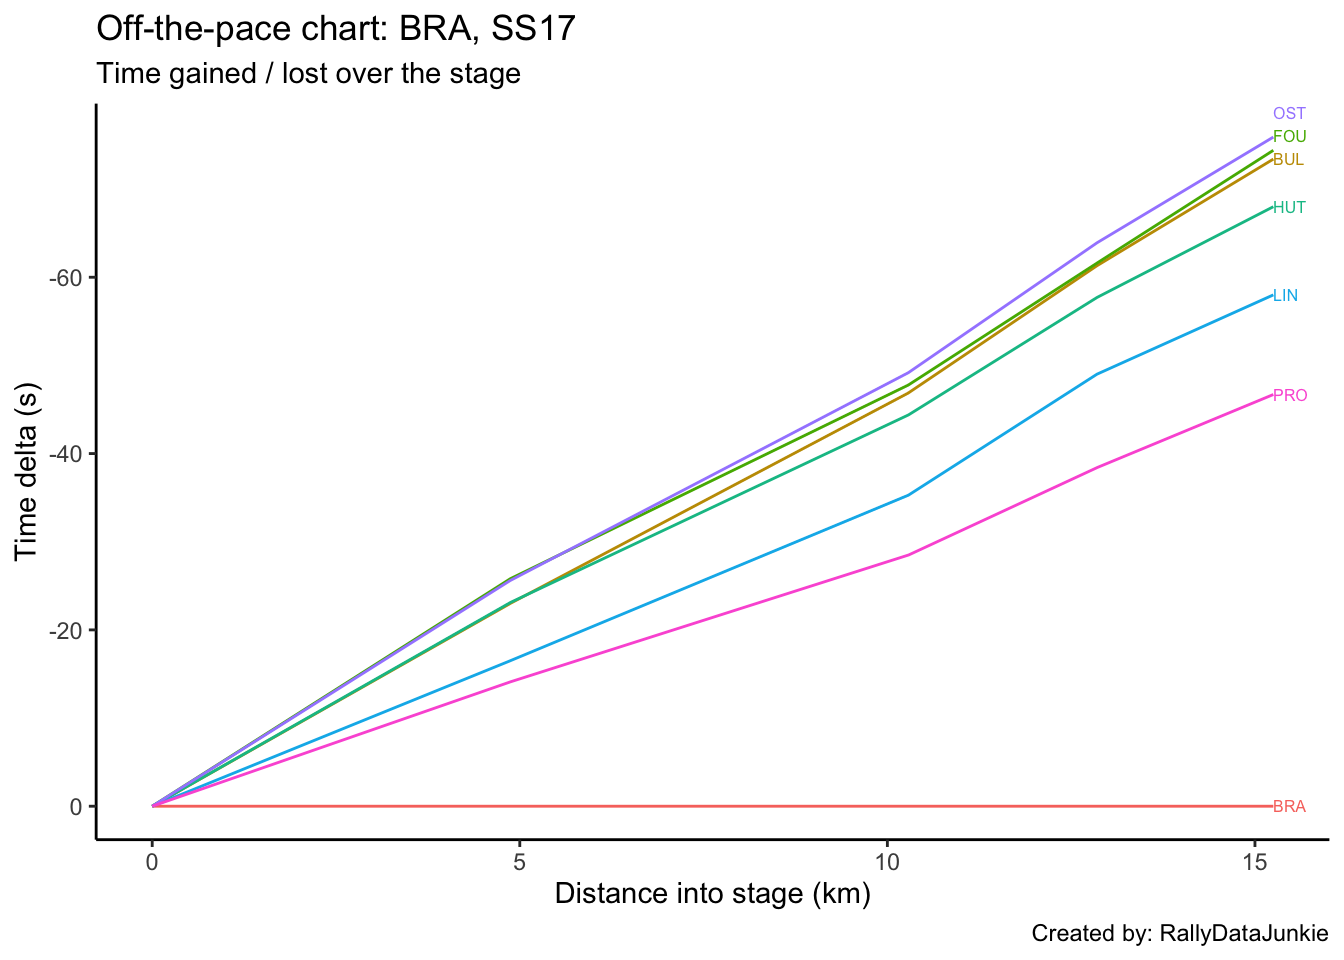 Off-the-pace chart: BRA, SS17
Time gained / lost over the stage
OST
FOU
BUL
HUT
LIN
PRO
BRA
-60
-40
-20
0
Time delta (s)
0 5 10 15
Distance into stage (km)
Created by: RallyDataJunkie